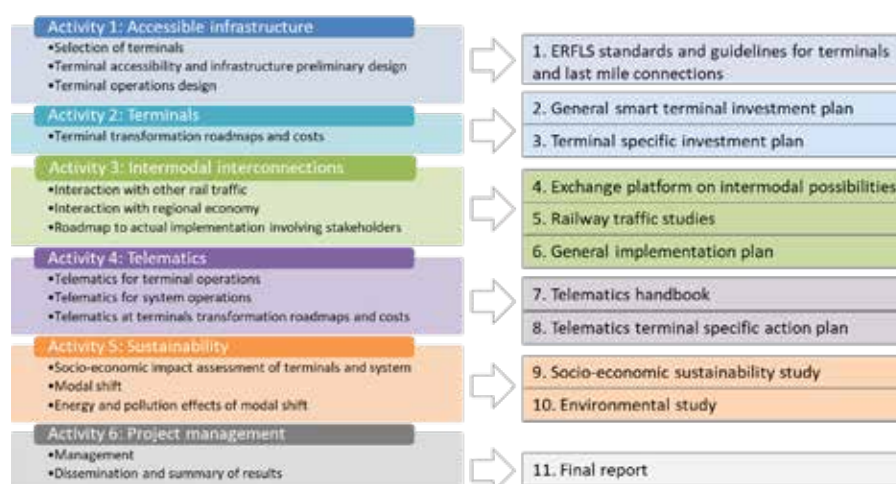 Activity 1: Accessible infrastructure
•Selection of terminals
•Terminal accessibility and infrastructure preliminary design
•Terminal operations design
1. ERFLS standards and guidelines for terminals
and last mile connections
Activity 2: Terminals
•Terminal transformation roadmaps and costs
2. General smart terminal investment plan
3. Terminal specific investment plan
Activity 3: Intermodal interconnections
•Interaction with other rail traffic
•Interaction with regional economy
•Roadmap to actual implementation involving stakeholders
4. Exchange platform on intermodal possibilities
5. Railway traffic studies
6. General implementation plan
Activity 4: Telematics
•Telematics for terminal operations
•Telematics for system operations
•Telematics at terminals transformation roadmaps and costs
7. Telematics handbook
8. Telematics terminal specific action plan
Activity 5: Sustainability
•Socio-economic impact assessment of terminals and system
•Modal shift
•Energy and pollution effects of modal shift
9. Socio-economic sustainability study
10. Environmental study
Activity 6: Project management
•Management
•Dissemination and summary of results
11. Final report